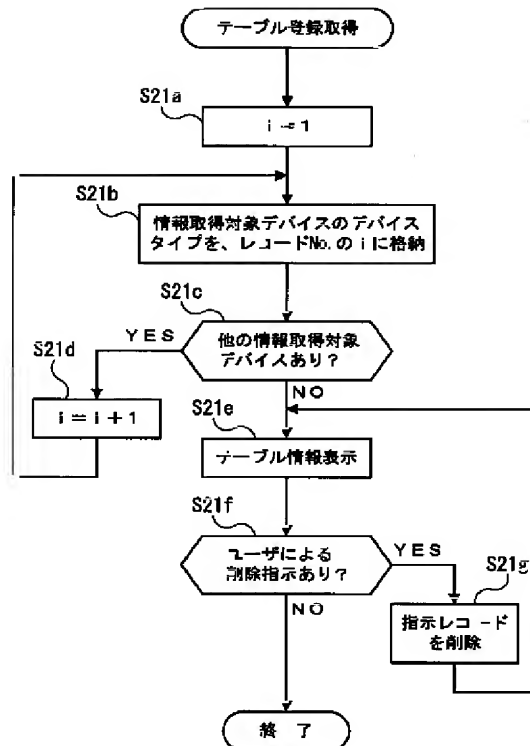 テーブル登録取得
S21a
i = 1
S21b
情報取得対象デバイスのデバイス
タイプを、レコードNo.のiに格納
S21c
YES
他の情報取得対象
デバイスあり?
S21d
NO
i = i + 1
S21e
テーブル情報表示
S21f
ユーザによる
削除指示あり?
YES
S21g
NO
指示レコード
を削除
終 了